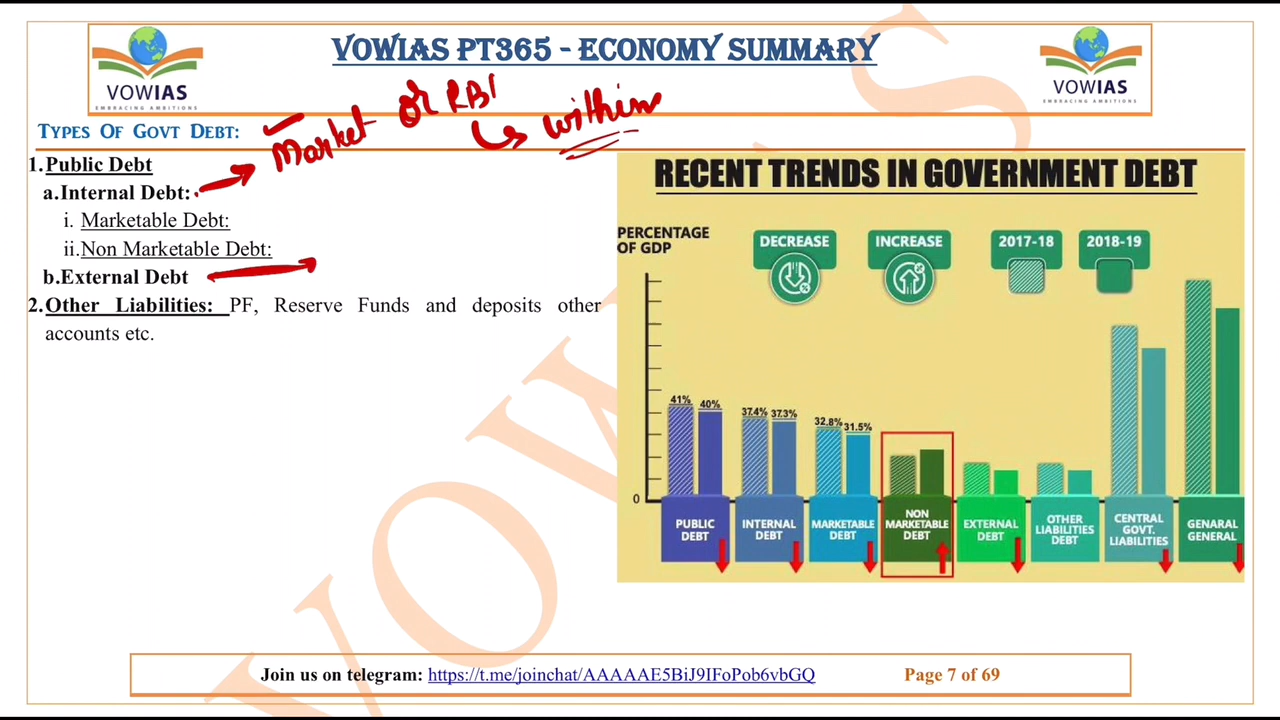 VOWIAS PT365 - ECONOMY SUMMARY
VOWIAS
EMBRACING AMBITIONS
VOWIAS
EMBRACING AMBITIONS
Market or RBI
within
TYPES OF GOVT DEBT:
1. Public Debt
a. Internal Debt:
i. Marketable Debt:
ii. Non Marketable Debt:
b. External Debt
2. Other Liabilities: PF, Reserve Funds and deposits other
accounts etc.
RECENT TRENDS IN GOVERNMENT DEBT
PERCENTAGE
OF GDP
DECREASE
INCREASE
2017-18
2018-19
41% 40%
37.4% 37.3%
32.8% 31.5%
0
PUBLIC
DEBT
INTERNAL
DEBT
MARKETABLE
DEBT
NON
MARKETABLE
DEBT
EXTERNAL
DEBT
OTHER
LIABILITIES
DEBT
CENTRAL
GOVT.
LIABILITIES
GENARAL
GENERAL
VOWIAS
Join us on telegram: https://t.me/joinchat/AAAAAE5BiJ9IFoPob6vbGQ Page 7 of 69